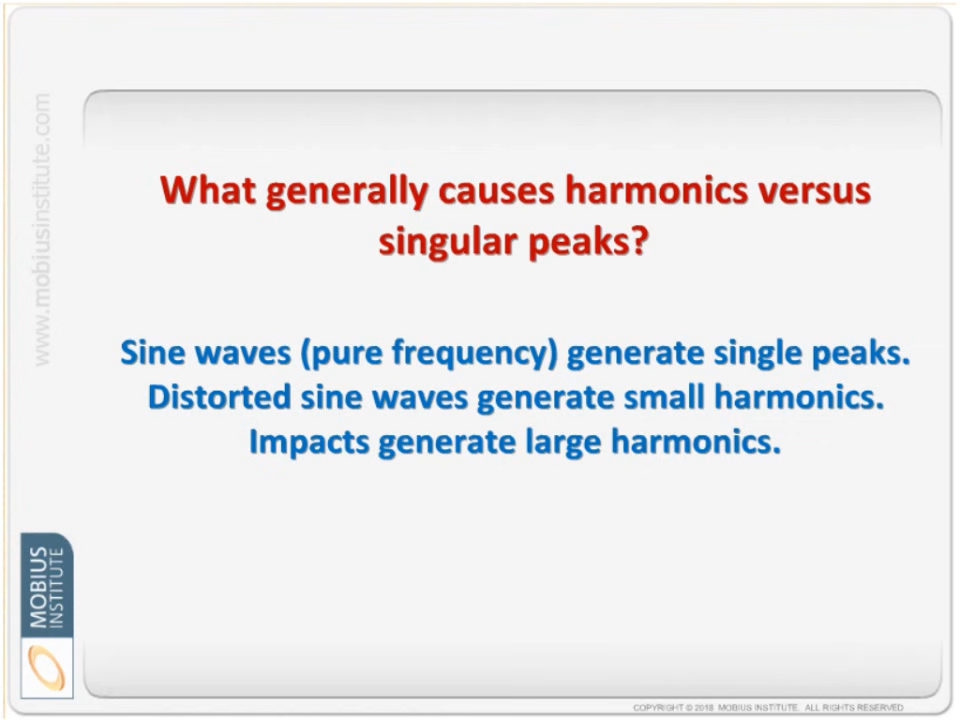 www.mobiusinstitute.com
What generally causes harmonics versus
singular peaks?
Sine waves (pure frequency) generate single peaks.
Distorted sine waves generate small harmonics.
Impacts generate large harmonics.
MOBIUS
INSTITUTE
COPYRIGHT © 2018 MOBIUS INSTITUTE. ALL RIGHTS RESERVED